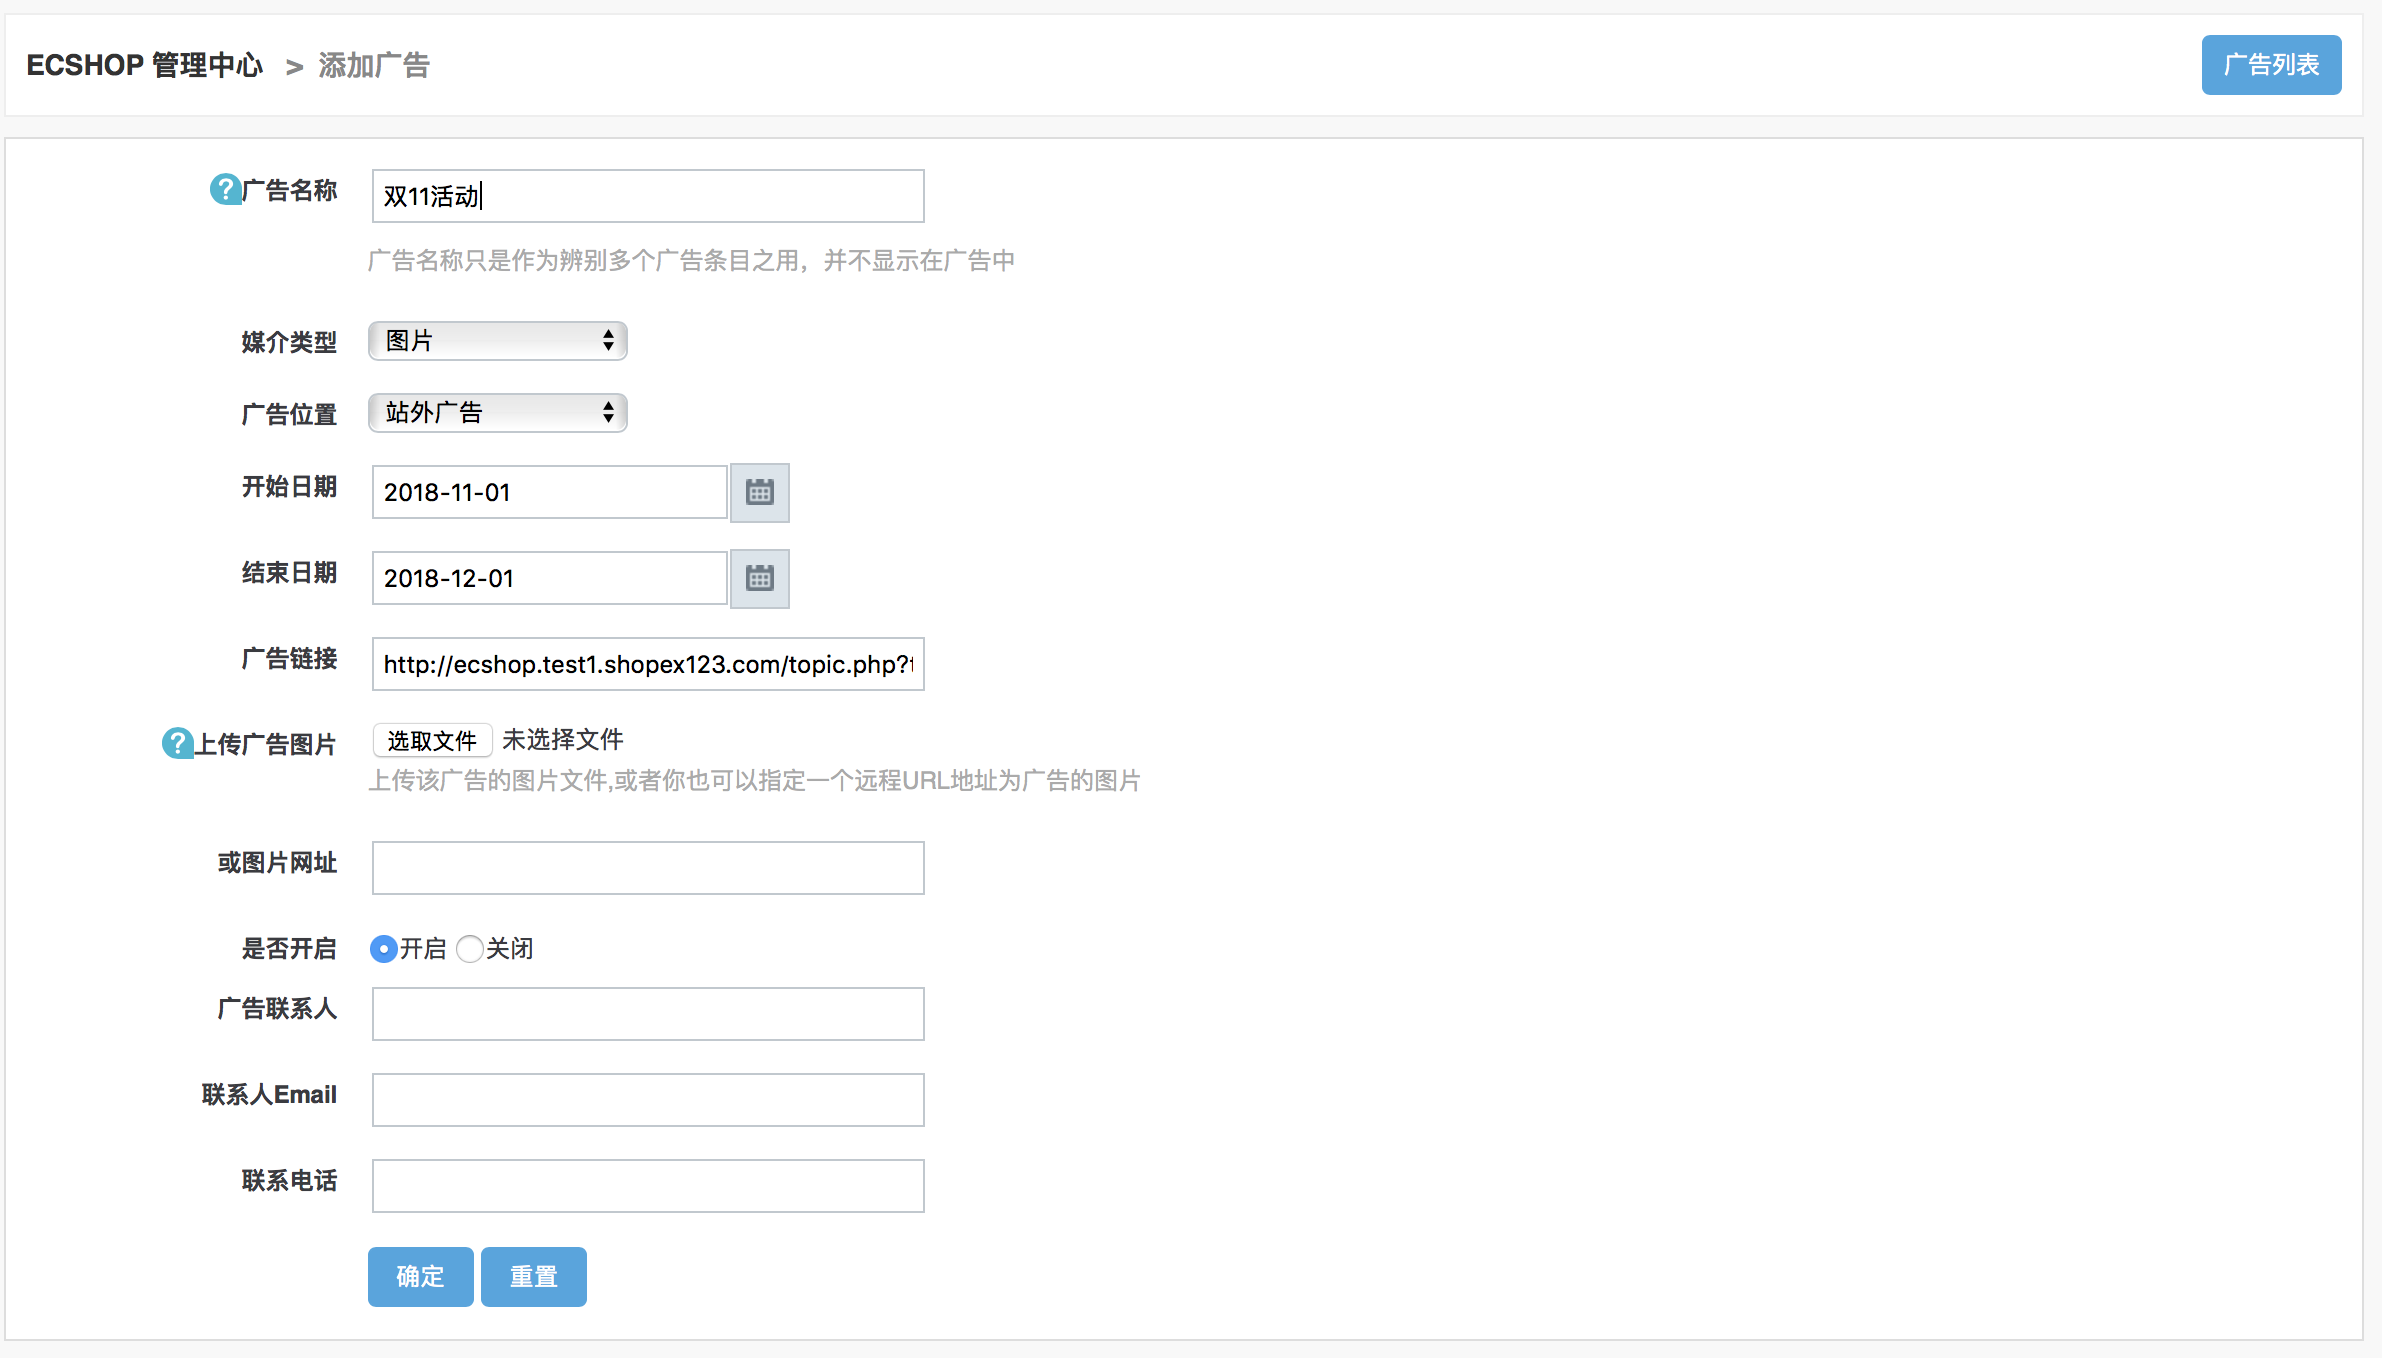 ECSHOP 管理中心 > 添加广告
广告列表
?广告名称 双11活动
广告名称只是作为辨别多个广告条目之用，并不显示在广告中
媒介类型 图片
广告位置 站外广告
开始日期 2018-11-01
结束日期 2018-12-01
广告链接 http://ecshop.test1.shopex123.com/topic.php?
?上传广告图片 选取文件 未选择文件
上传该广告的图片文件,或者你也可以指定一个远程URL地址为广告的图片
或图片网址
是否开启 开启 关闭
广告联系人
联系人Email
联系电话
确定 重置